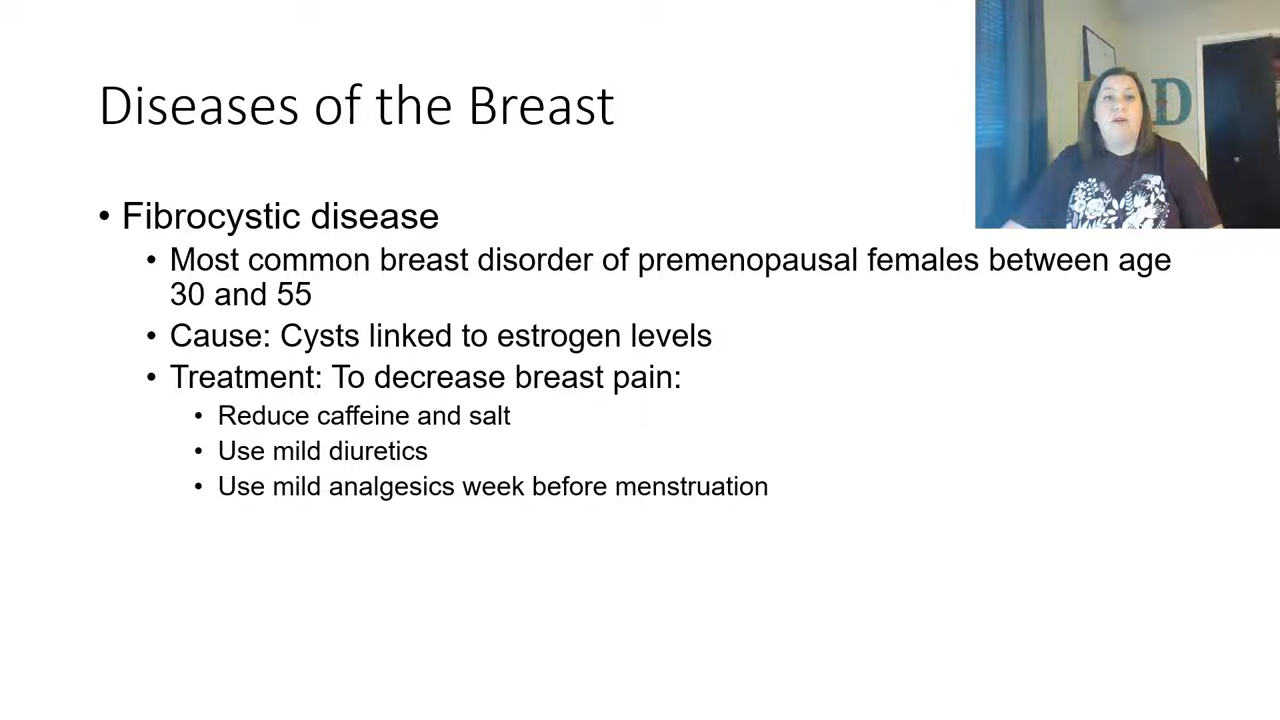 Diseases of the Breast
D
• Fibrocystic disease
• Most common breast disorder of premenopausal females between age
30 and 55
• Cause: Cysts linked to estrogen levels
• Treatment: To decrease breast pain:
• Reduce caffeine and salt
• Use mild diuretics
• Use mild analgesics week before menstruation